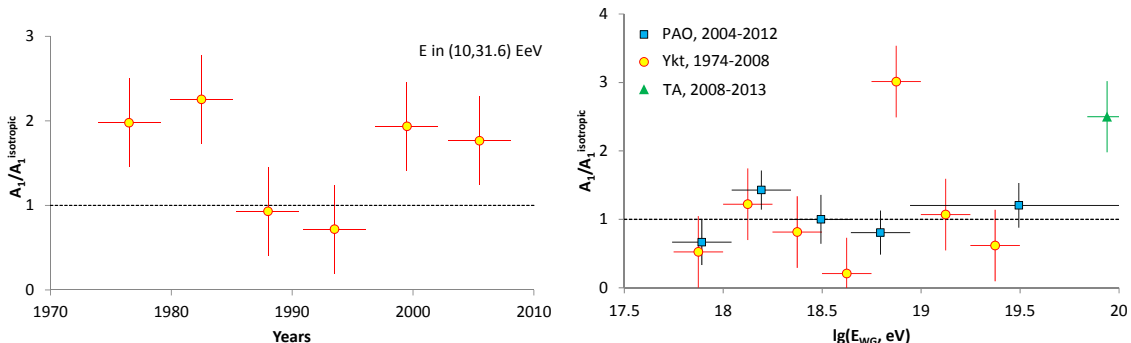 A1/A1isotropic
3
2
1
0
E in (10,31.6) EeV
1970 1980 1990 2000 2010
Years
A1/A1isotropic
4
3
2
1
0
PAO, 2004-2012
Ykt, 1974-2008
TA, 2008-2013
17.5 18 18.5 19 19.5 20
lg(EWG, eV)